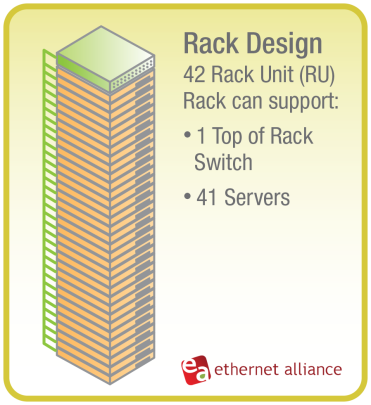 Rack Design
42 Rack Unit (RU)
Rack can support:
• 1 Top of Rack
Switch
• 41 Servers
ea ethernet alliance